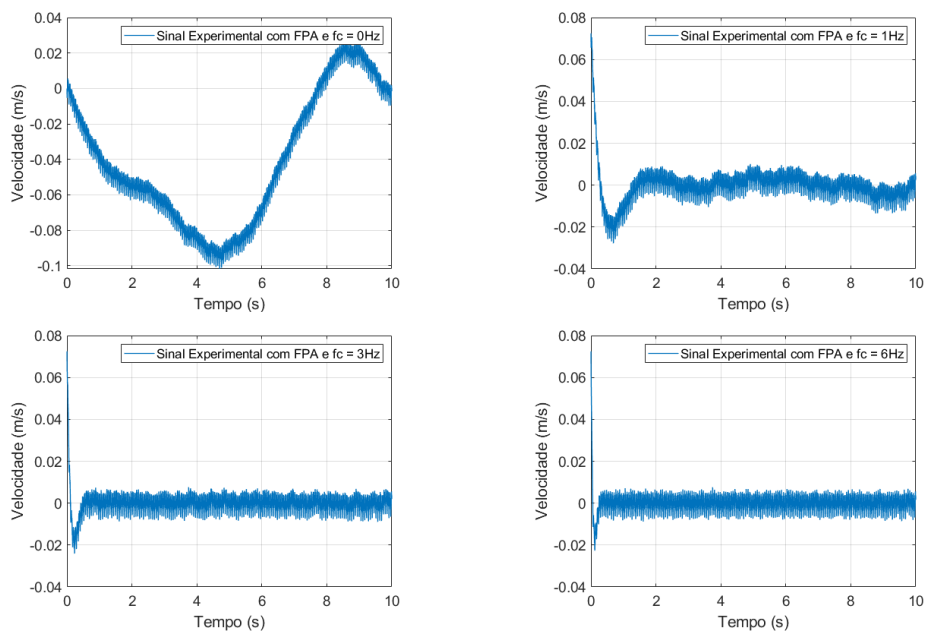 Sinal Experimental com FPA e fc = 0Hz
0.04
0.02
0
-0.02
-0.04
-0.06
-0.08
-0.1
Velocidade (m/s)
0 2 4 6 8 10
Tempo (s)
Sinal Experimental com FPA e fc = 1Hz
0.08
0.06
0.04
0.02
0
-0.02
-0.04
Velocidade (m/s)
0 2 4 6 8 10
Tempo (s)
Sinal Experimental com FPA e fc = 3Hz
0.08
0.06
0.04
0.02
0
-0.02
-0.04
Velocidade (m/s)
0 2 4 6 8 10
Tempo (s)
Sinal Experimental com FPA e fc = 6Hz
0.08
0.06
0.04
0.02
0
-0.02
-0.04
Velocidade (m/s)
0 2 4 6 8 10
Tempo (s)